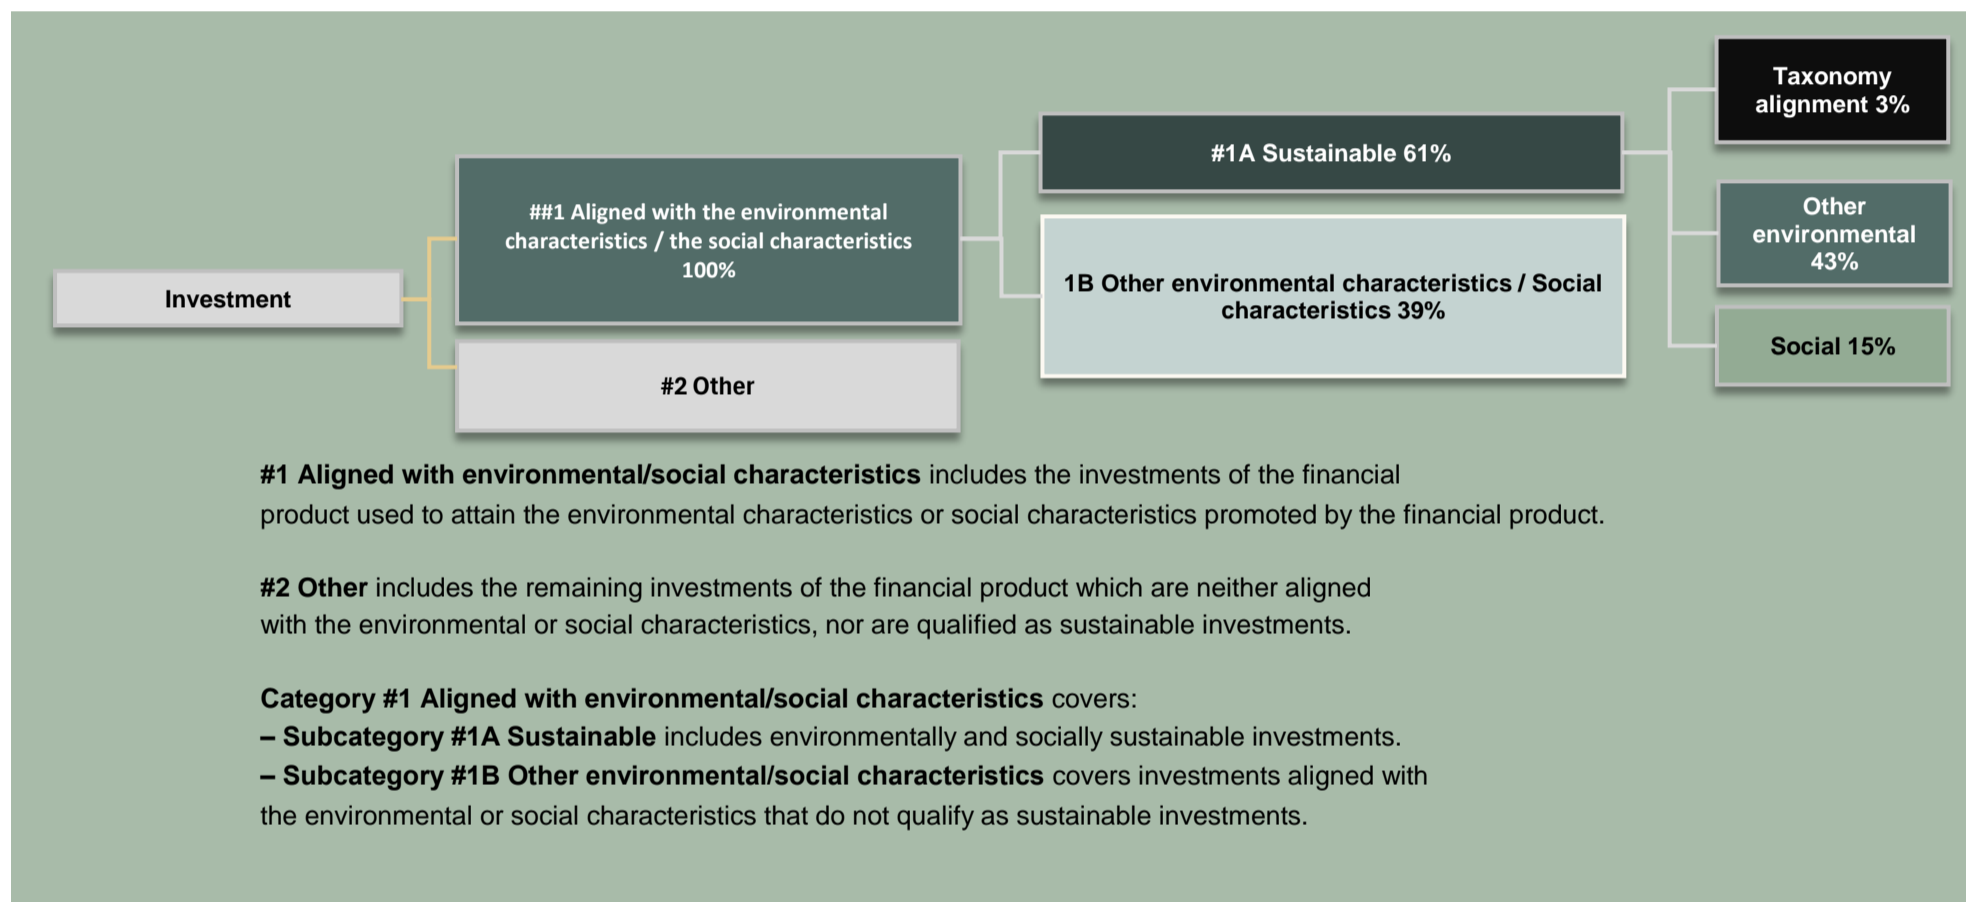 Taxonomy
alignment 3%
#1A Sustainable 61%
##1 Aligned with the environmental
characteristics / the social characteristics
100%
Other
environmental
43%
1B Other environmental characteristics / Social
characteristics 39%
Investment
Social 15%
#2 Other
#1 Aligned with environmental/social characteristics includes the investments of the financial
product used to attain the environmental characteristics or social characteristics promoted by the financial product.
#2 Other includes the remaining investments of the financial product which are neither aligned
with the environmental or social characteristics, nor are qualified as sustainable investments.
Category #1 Aligned with environmental/social characteristics covers:
– Subcategory #1A Sustainable includes environmentally and socially sustainable investments.
– Subcategory #1B Other environmental/social characteristics covers investments aligned with
the environmental or social characteristics that do not qualify as sustainable investments.